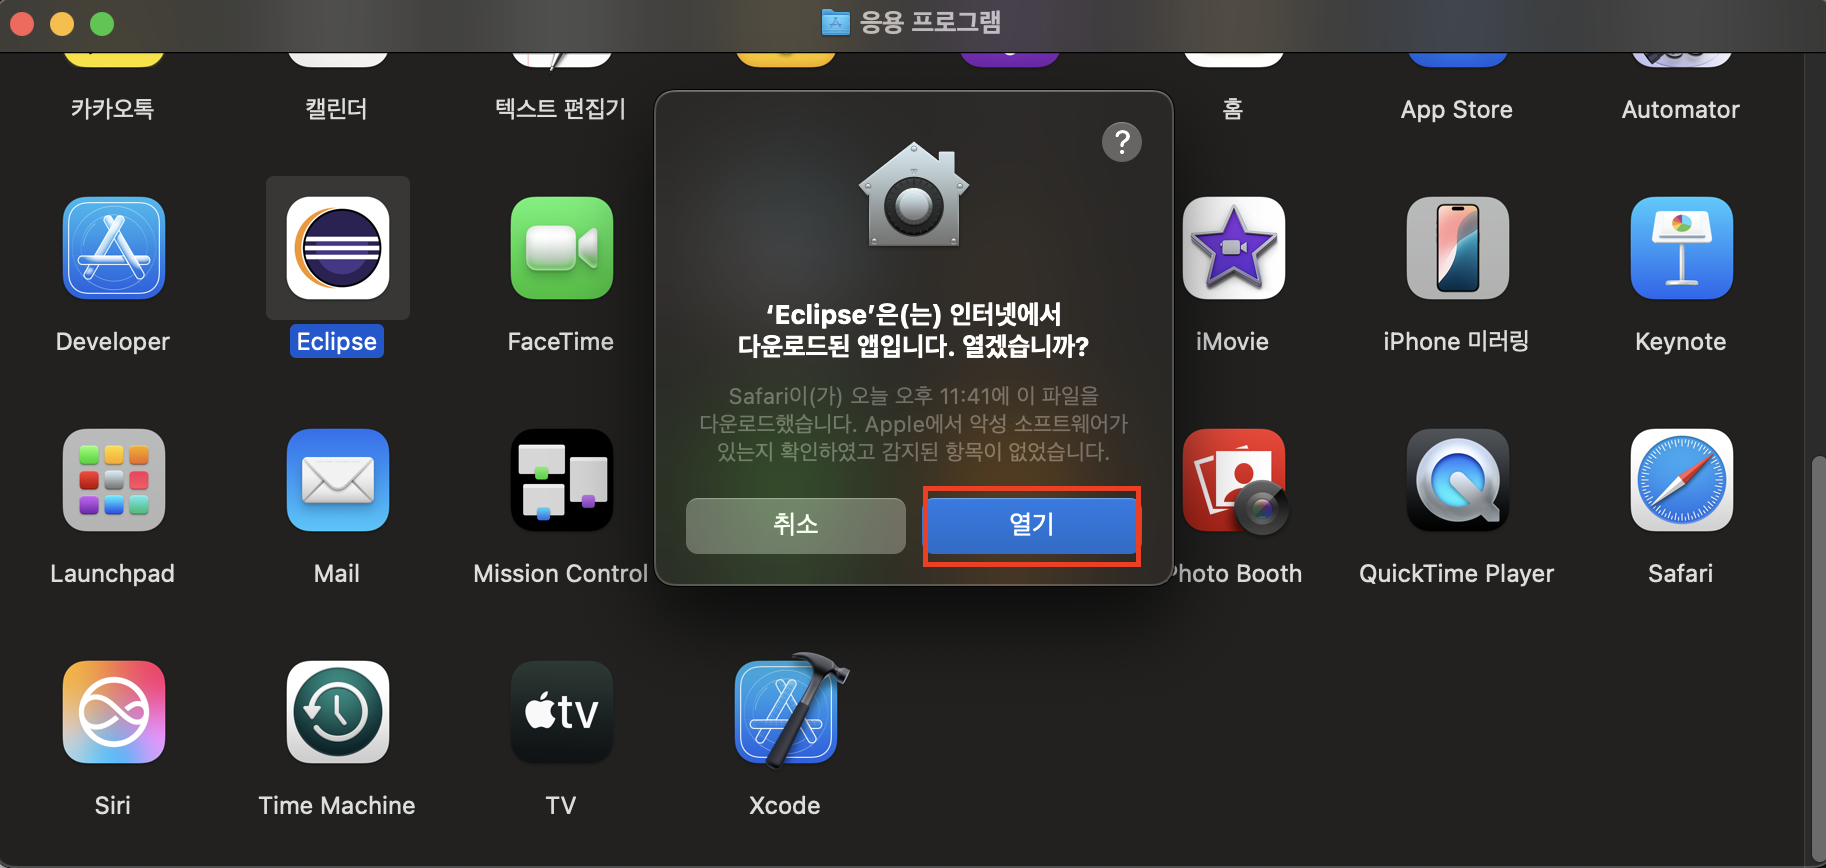 응용 프로그램
카카오톡
캘린더
텍스트 편집기
홈
App Store
Automator
?
Developer
Eclipse
FaceTime
‘Eclipse’은(는) 인터넷에서
다운로드된 앱입니다. 열겠습니까?
Safari이(가) 오늘 오후 11:41에 이 파일을
다운로드했습니다. Apple에서 악성 소프트웨어가
있는지 확인하였고 감지된 항목이 없었습니다.
취소
열기
iMovie
iPhone 미러링
Keynote
Launchpad
Mail
Mission Control
Photo Booth
QuickTime Player
Safari
tv
Siri
Time Machine
TV
Xcode